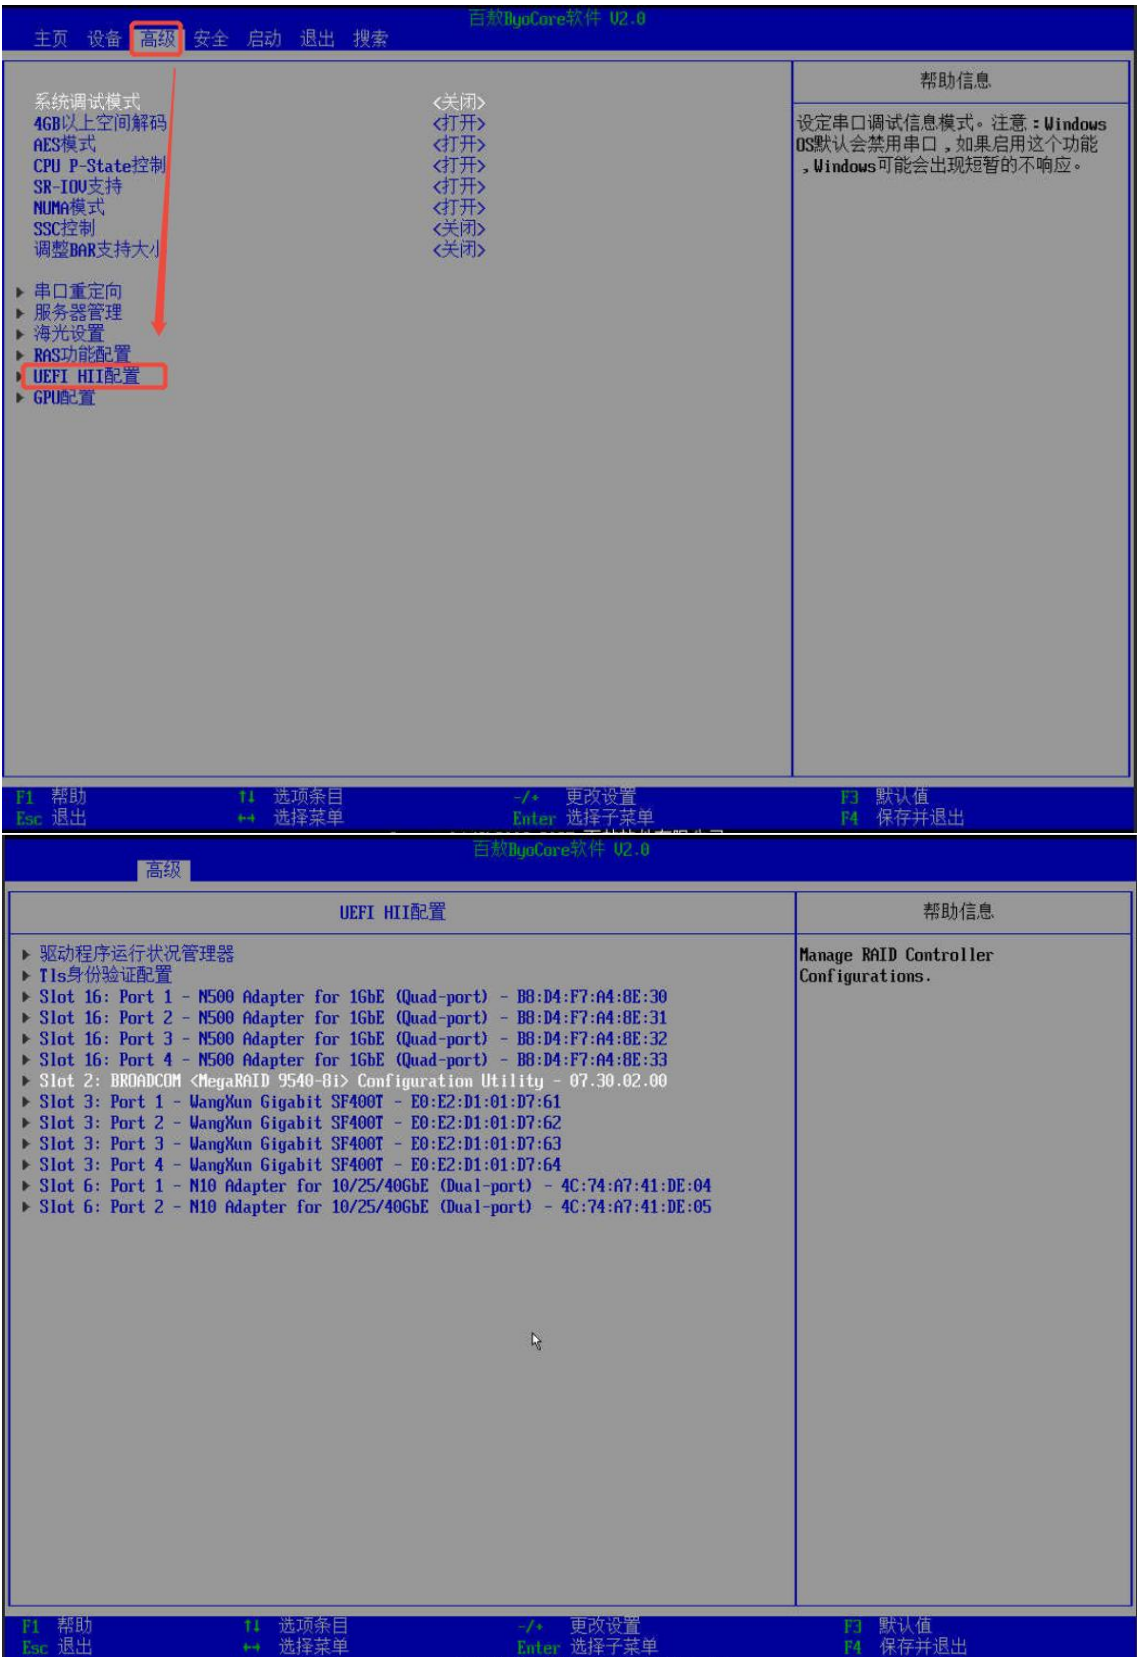 百敖ByoCore软件 V2.0
主页 设备 高级 安全 启动 退出 搜索
帮助信息
系统调试模式 <关闭>
4GB以上空间解码 <打开>
AES模式 <打开>
CPU P-State控制 <打开>
SR-IOV支持 <打开>
NUMA模式 <打开>
SSC控制 <关闭>
调整BAR支持大小 <关闭>
串口重定向
服务器管理
海光设置
RAS功能配置
UEFI HII配置
GPU配置
设定串口调试信息模式。注意：Windows
OS默认会禁用串口，如果启用这个功能
，Windows可能会出现短暂的不响应。
F1 帮助 ↑↓ 选项条目 -/+ 更改设置 F3 默认值
Esc 退出 ←→ 选择菜单 Enter 选择子菜单 F4 保存并退出
百敖ByoCore软件 V2.0
高级
UEFI HII配置
帮助信息
驱动程序运行状况管理器
Tls身份验证配置
Slot 16: Port 1 - N500 Adapter for 1GbE (Quad-port) - B8:D4:F7:A4:8E:30
Slot 16: Port 2 - N500 Adapter for 1GbE (Quad-port) - B8:D4:F7:A4:8E:31
Slot 16: Port 3 - N500 Adapter for 1GbE (Quad-port) - B8:D4:F7:A4:8E:32
Slot 16: Port 4 - N500 Adapter for 1GbE (Quad-port) - B8:D4:F7:A4:8E:33
Slot 2: BROADCOM <MegaRAID 9540-8i> Configuration Utility - 07.30.02.00
Slot 3: Port 1 - WangXun Gigabit SF400T - E0:E2:D1:01:D7:61
Slot 3: Port 2 - WangXun Gigabit SF400T - E0:E2:D1:01:D7:62
Slot 3: Port 3 - WangXun Gigabit SF400T - E0:E2:D1:01:D7:63
Slot 3: Port 4 - WangXun Gigabit SF400T - E0:E2:D1:01:D7:64
Slot 6: Port 1 - N10 Adapter for 10/25/40GbE (Dual-port) - 4C:74:A7:41:DE:04
Slot 6: Port 2 - N10 Adapter for 10/25/40GbE (Dual-port) - 4C:74:A7:41:DE:05
Manage RAID Controller
Configurations.
F1 帮助 ↑↓ 选项条目 -/+ 更改设置 F3 默认值
Esc 退出 ←→ 选择菜单 Enter 选择子菜单 F4 保存并退出